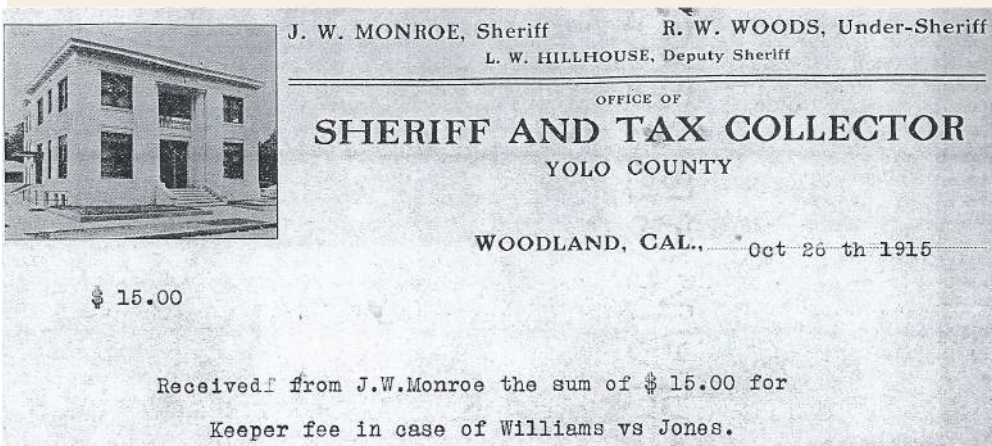 J. W. MONROE, Sheriff R. W. WOODS, Under-Sheriff
L. W. HILLHOUSE, Deputy Sheriff
OFFICE OF
SHERIFF AND TAX COLLECTOR
YOLO COUNTY
WOODLAND, CAL., Oct 26 th 1915
$ 15.00
Receivedf from J.W.Monroe the sum of $ 15.00 for
Keeper fee in case of Williams vs Jones.